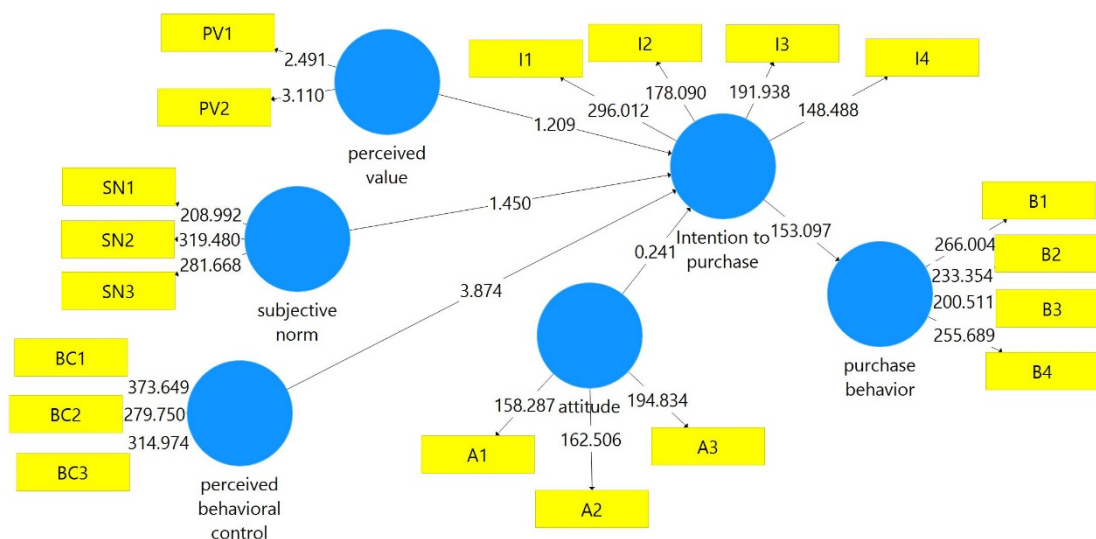 PV1
2.491
PV2
3.110
perceived
value
1.209
I1
I2
I3
I4
296.012
178.090
191.938
148.488
Intention to
purchase
SN1
208.992
SN2
319.480
SN3
281.668
subjective
norm
1.450
BC1
373.649
BC2
279.750
BC3
314.974
perceived
behavioral
control
3.874
0.241
attitude
158.287
162.506
194.834
A1
A2
A3
153.097
purchase
behavior
B1
266.004
B2
233.354
B3
200.511
B4
255.689